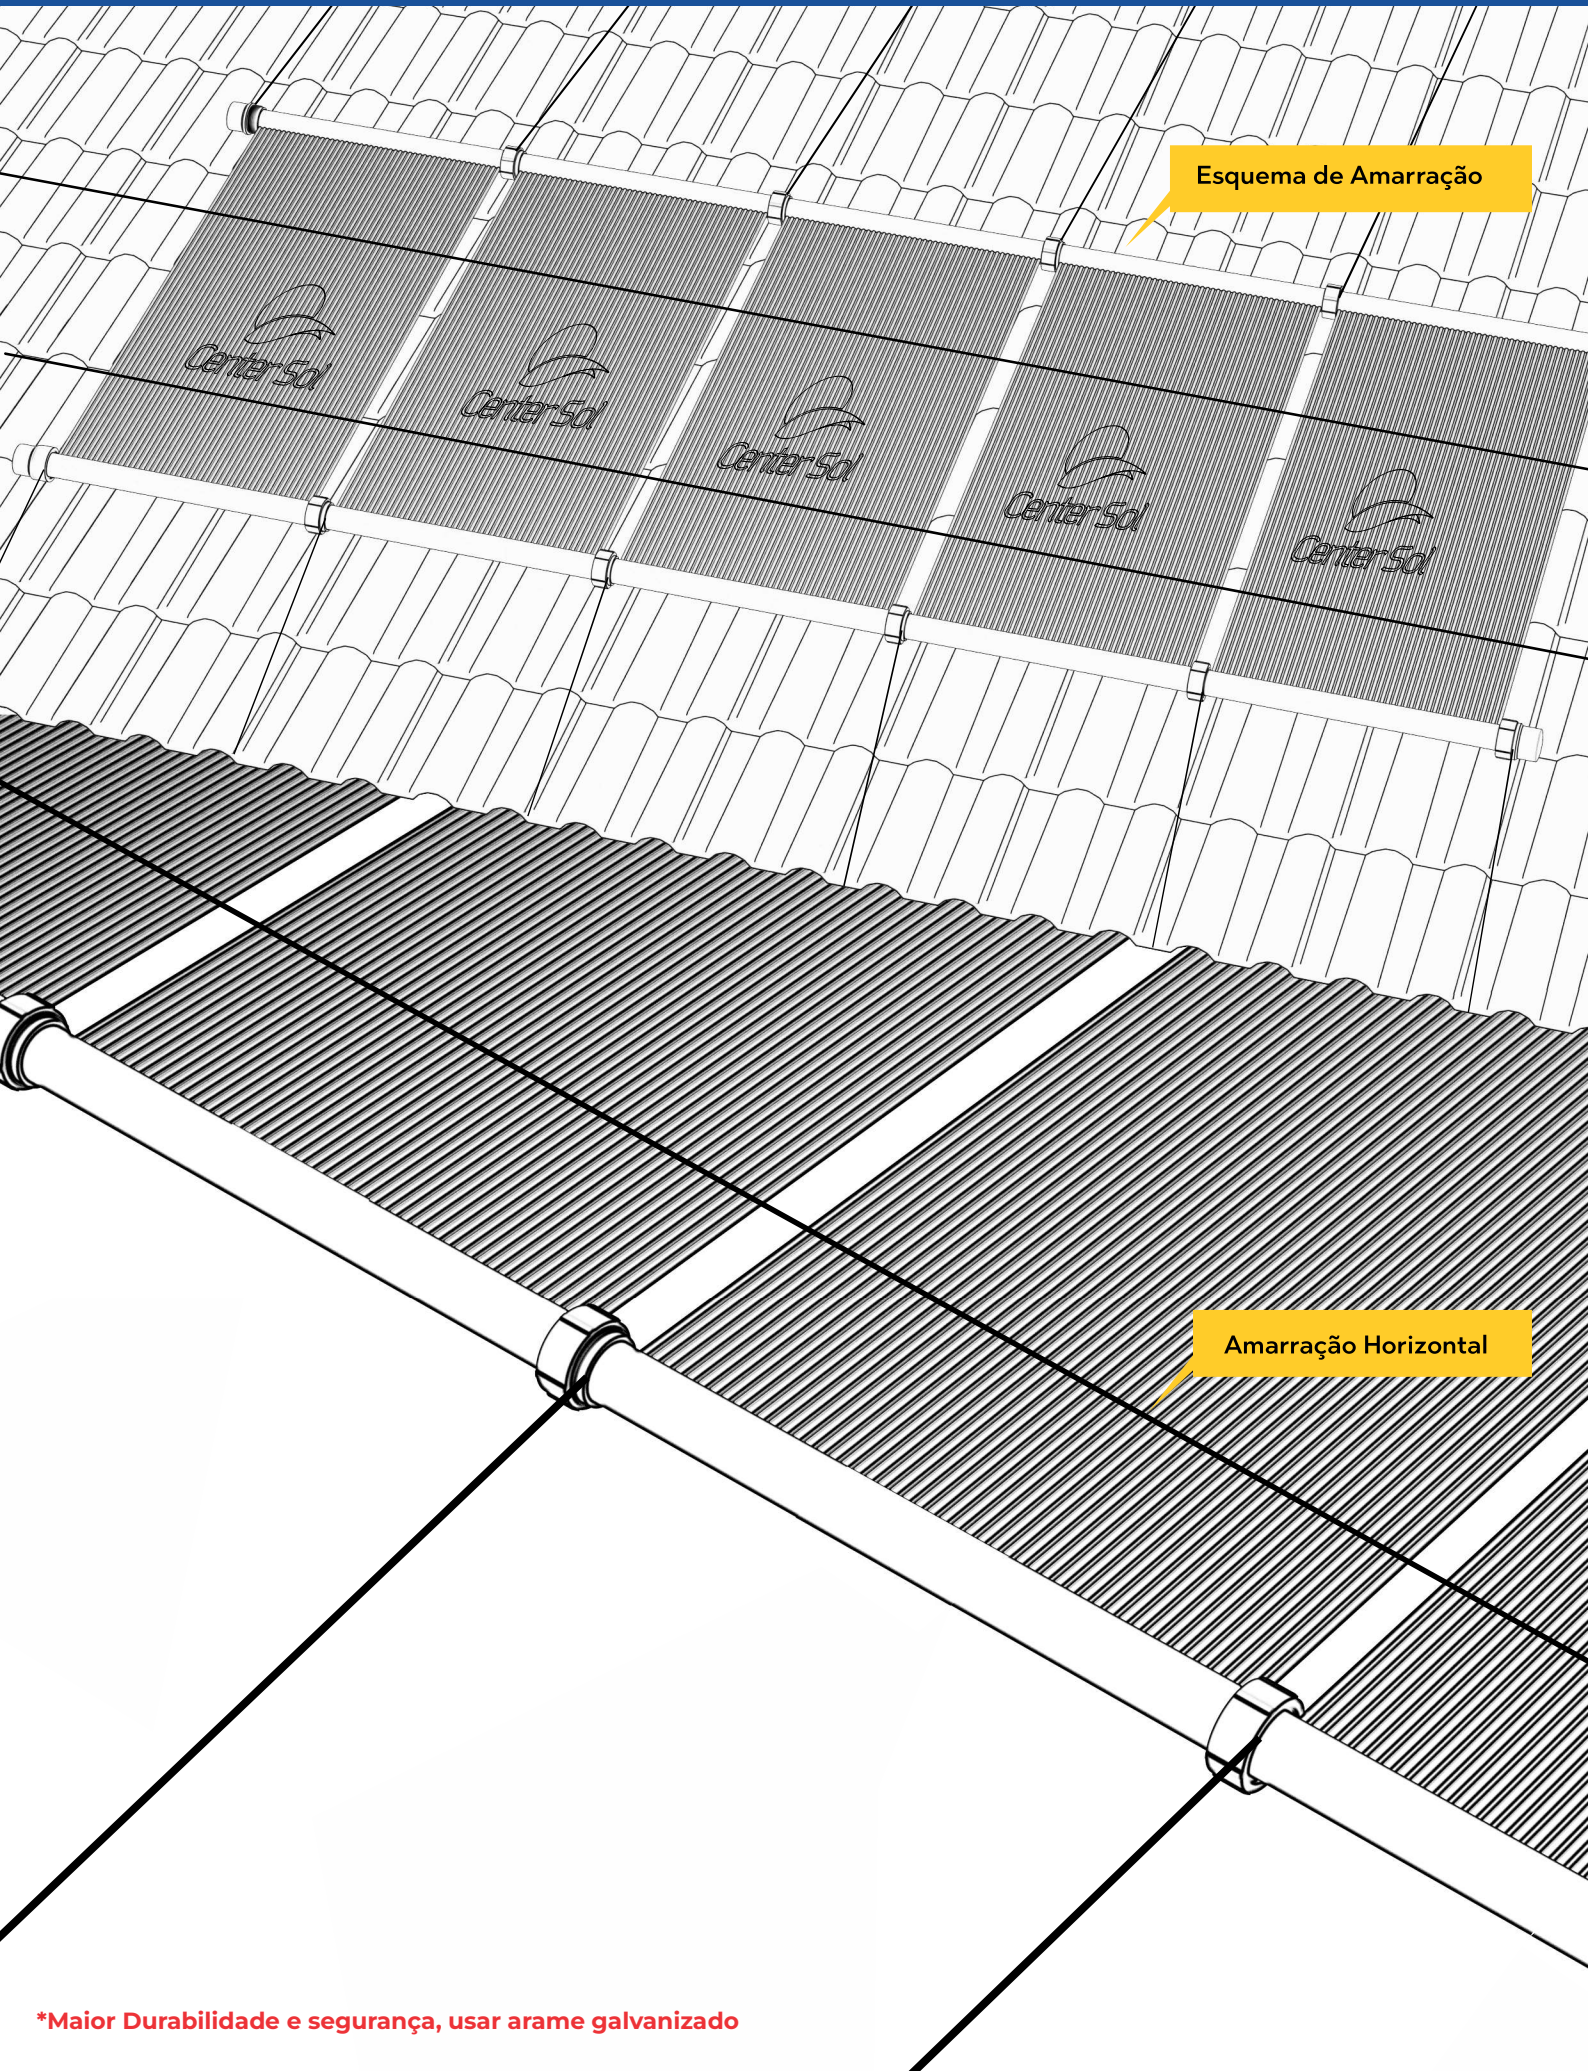 Esquema de Amarração
Center Sol
Center Sol
Center Sol
Center Sol
Center Sol
Amarração Horizontal
*Maior Durabilidade e segurança, usar arame galvanizado